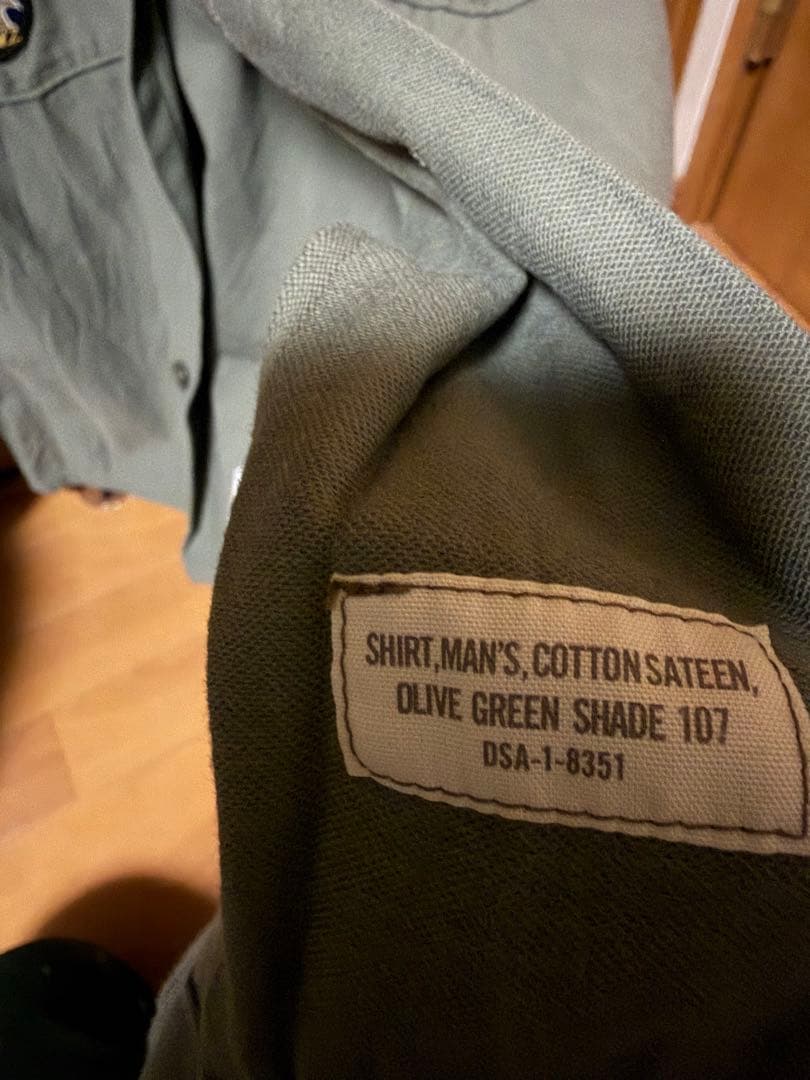 SHIRT, MAN'S, COTTON SATEEN,
OLIVE GREEN SHADE 107
DSA-1-8351